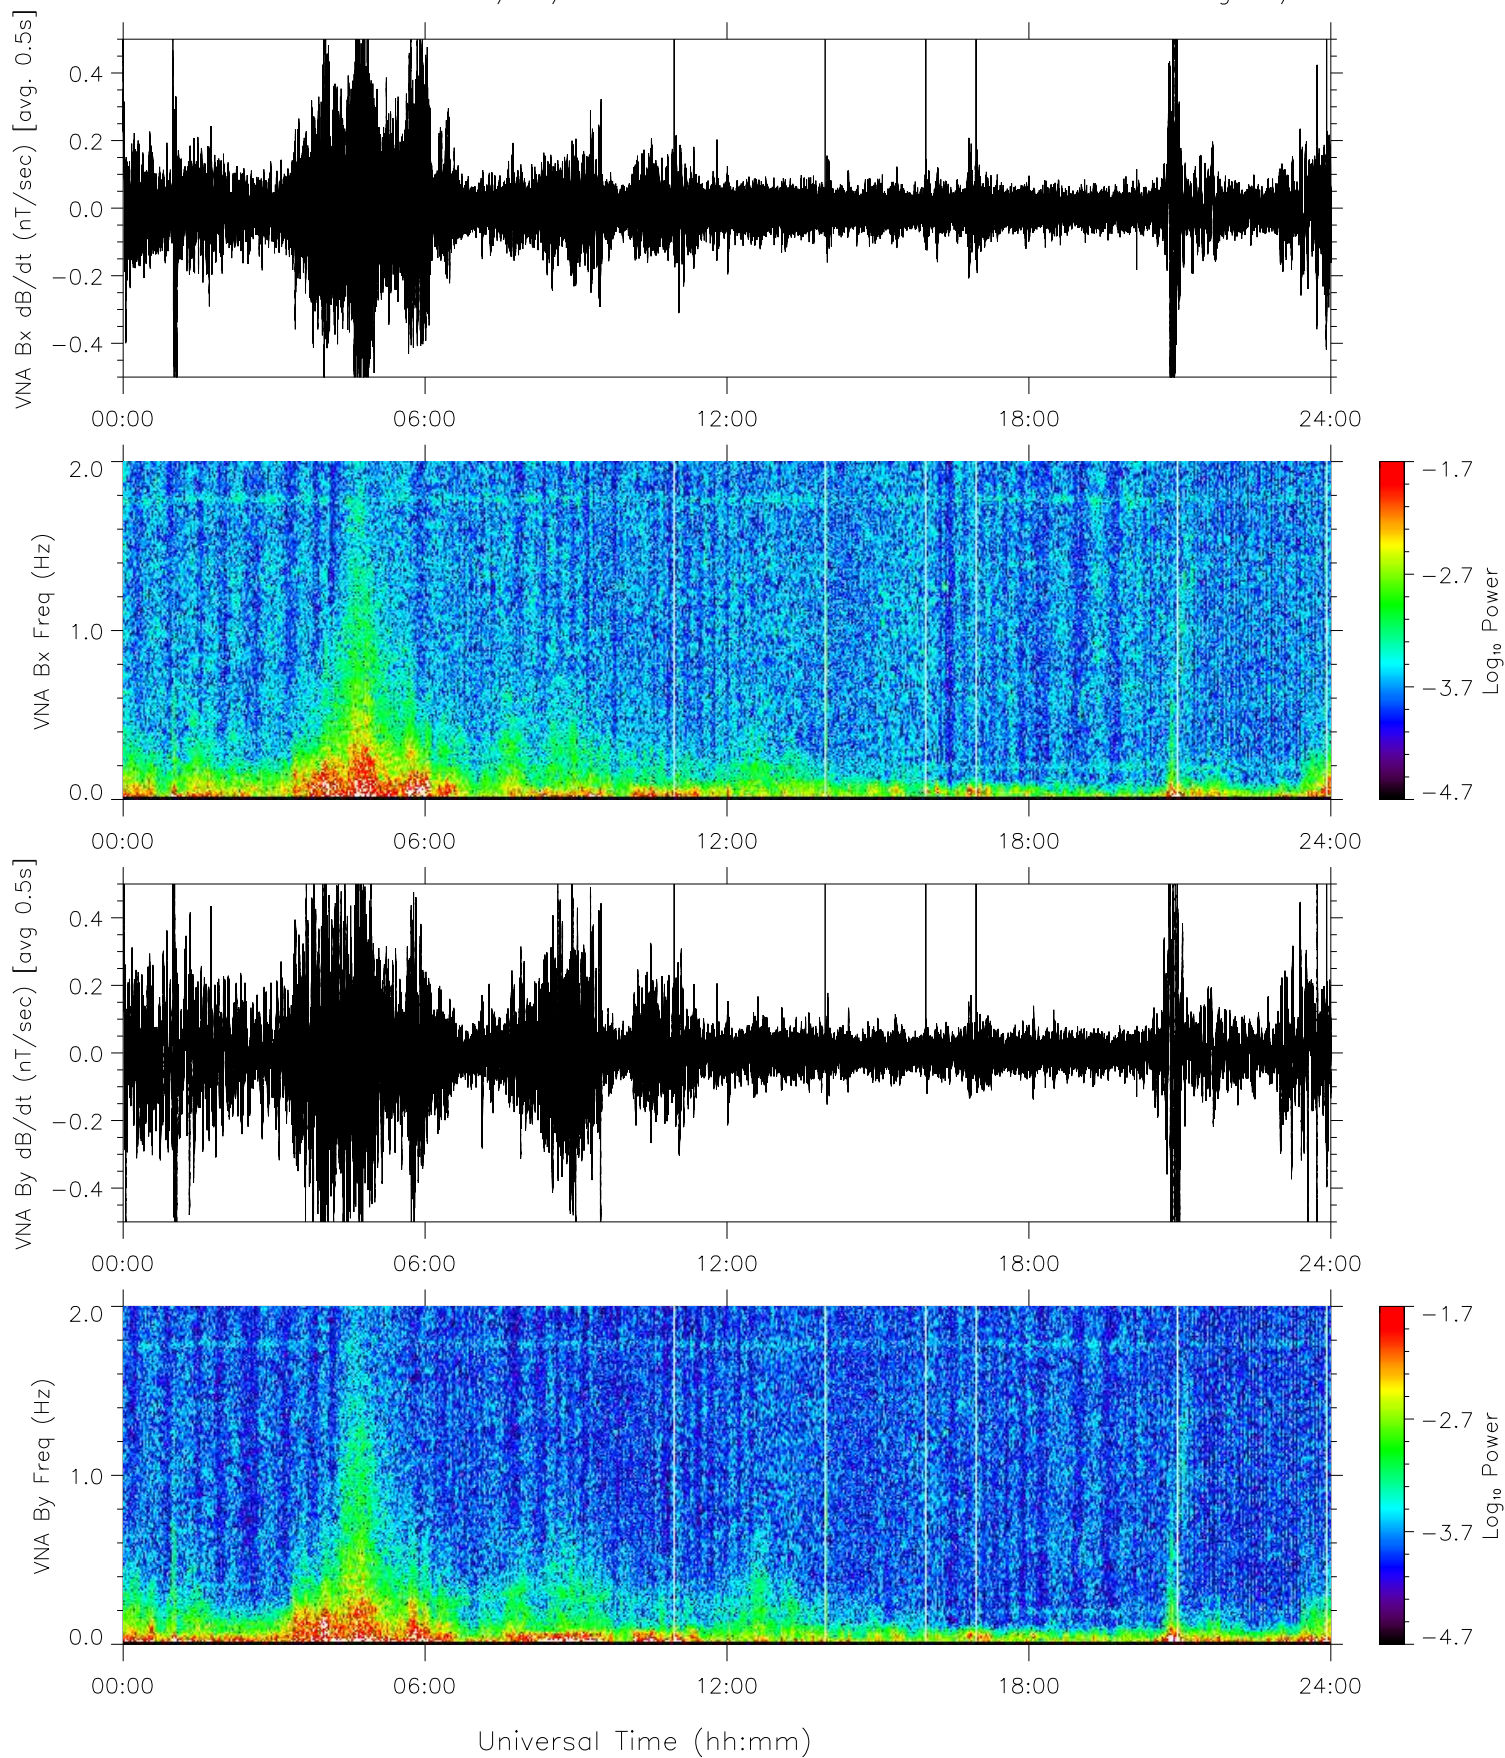 VNA Bx dB/dt (nT/sec) [avg. 0.5s]
0.4
0.2
0.0
−0.2
−0.4
00:00 06:00 12:00 18:00 24:00
VNA Bx Freq (Hz)
2.0
1.0
0.0
00:00 06:00 12:00 18:00 24:00
−1.7
−2.7
−3.7
−4.7
Log₁₀ Power
VNA By dB/dt (nT/sec) [avg 0.5s]
0.4
0.2
0.0
−0.2
−0.4
00:00 06:00 12:00 18:00 24:00
VNA By Freq (Hz)
2.0
1.0
0.0
00:00 06:00 12:00 18:00 24:00
−1.7
−2.7
−3.7
−4.7
Log₁₀ Power
Universal Time (hh:mm)